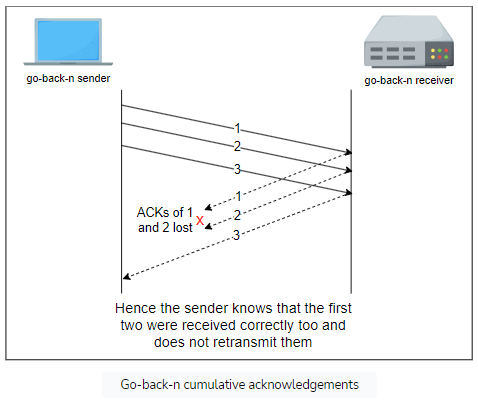 go-back-n sender
go-back-n receiver
1
2
3
1
2
3
ACKs of 1
and 2 lost
X
Hence the sender knows that the first
two were received correctly too and
does not retransmit them
Go-back-n cumulative acknowledgements